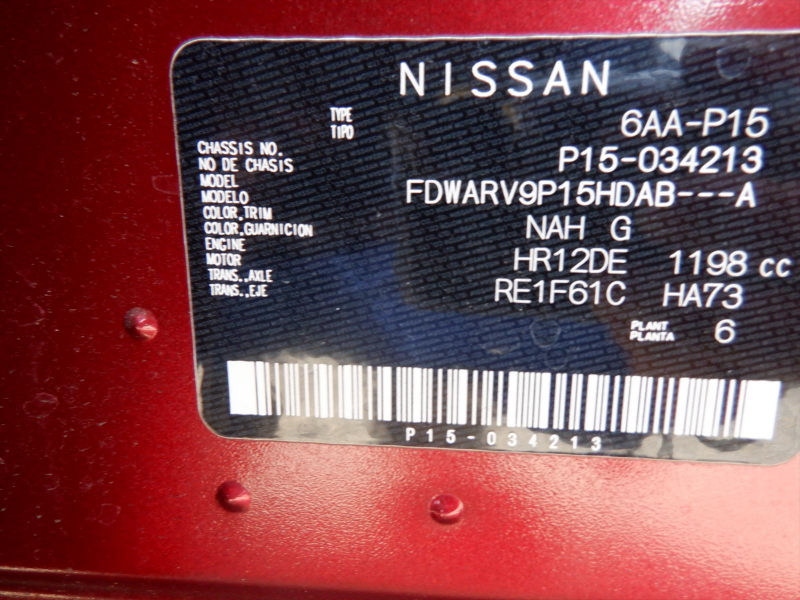 NISSAN
TYPE
TIPO 6AA-P15
CHASSIS NO.
NO DE CHASIS P15-034213
MODEL
MODELO FDWARV9P15HDAB---A
COLOR,TRIM
COLOR,GUARNICION NAH G
ENGINE
MOTOR HR12DE 1198 cc
TRANS.,AXLE
TRANS.,EJE RE1F61C HA73
PLANT
PLANTA 6
P15-034213